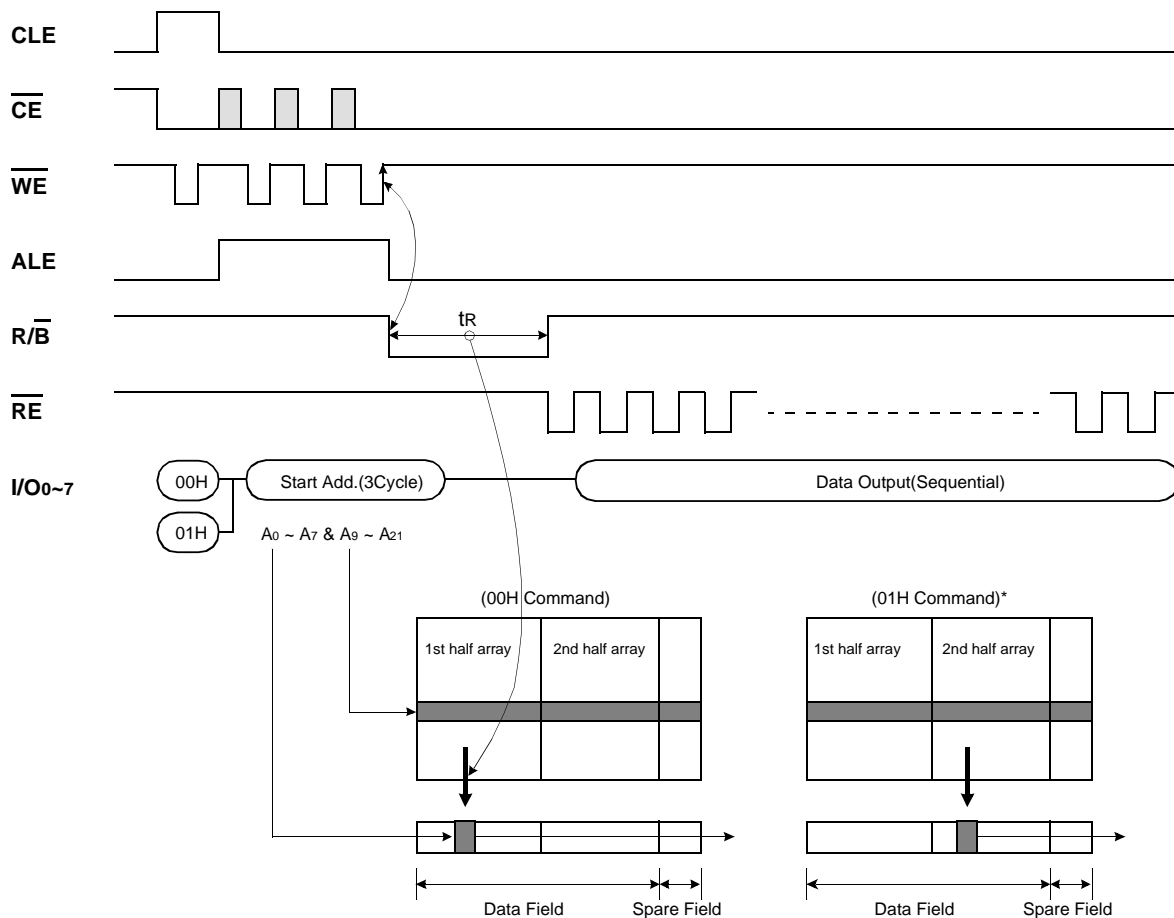 CLE
CE
WE
ALE
R/B
tR
RE
I/O0~7
00H
Start Add.(3Cycle)
Data Output(Sequential)
01H
A0 ~ A7 & A9 ~ A21
(00H Command)
(01H Command)*
1st half array
2nd half array
1st half array
2nd half array
Data Field
Spare Field
Data Field
Spare Field